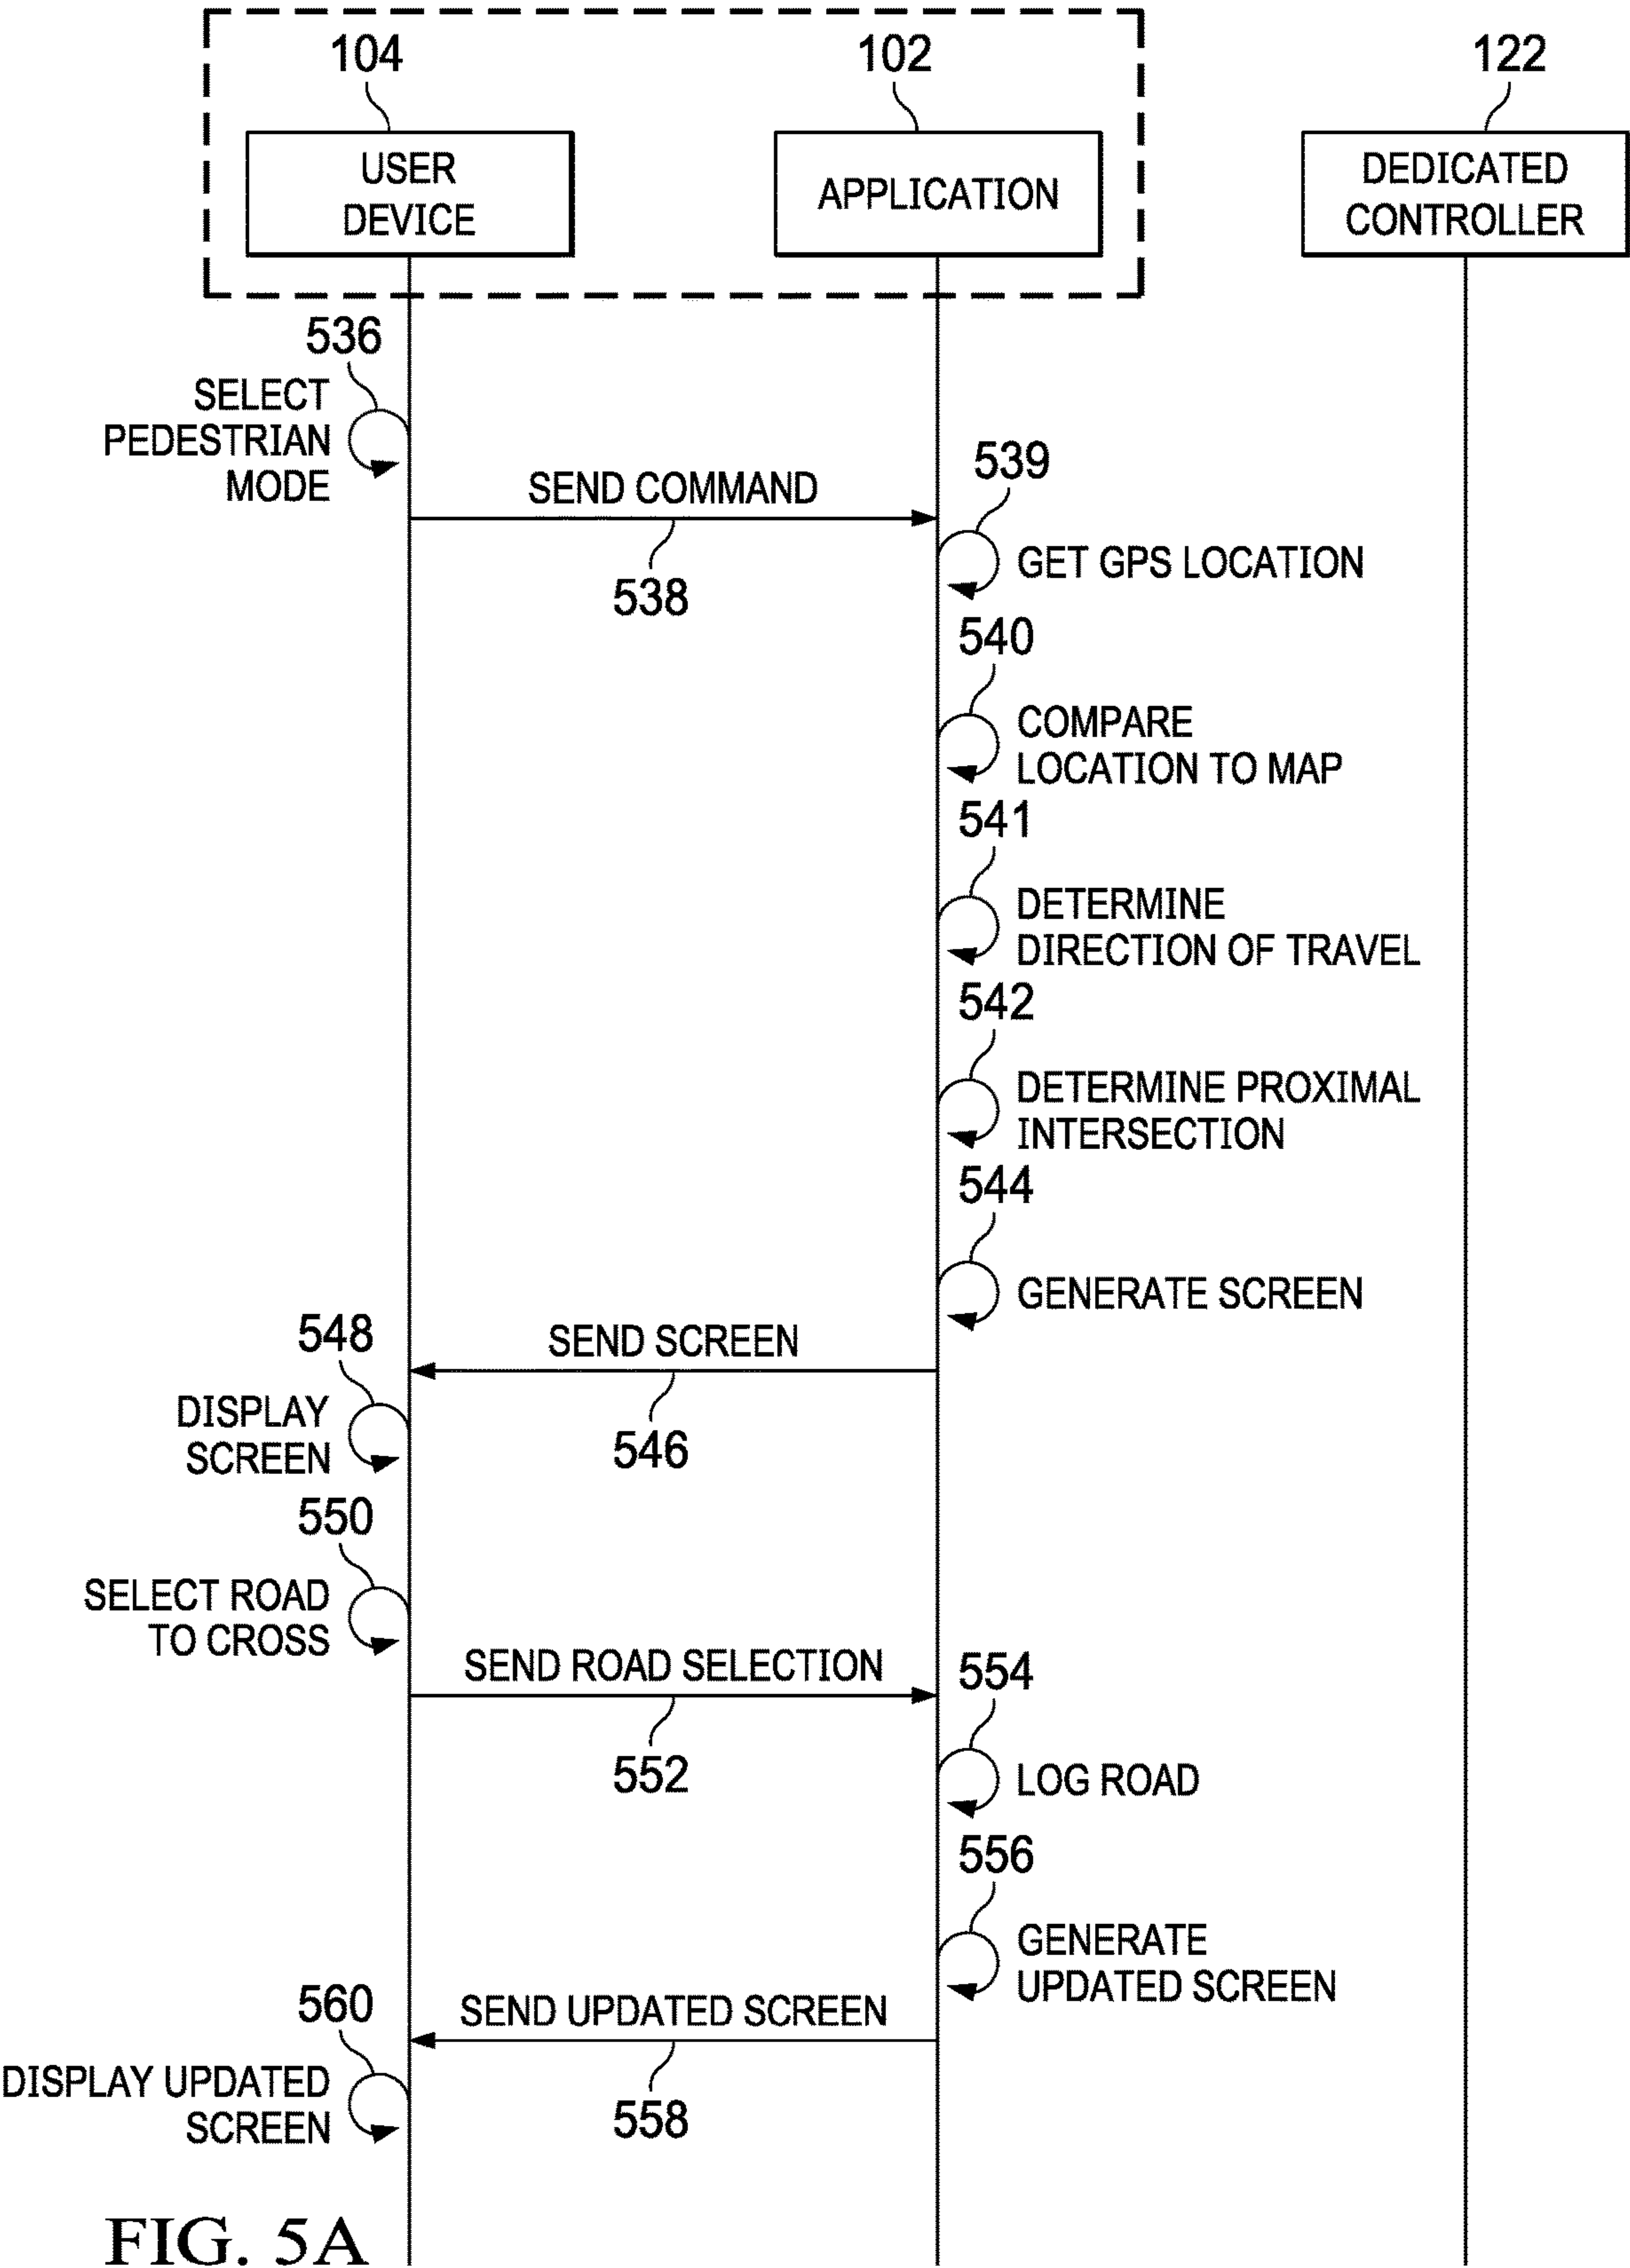 104
102
122
USER
DEVICE
APPLICATION
DEDICATED
CONTROLLER
536
SELECT
PEDESTRIAN
MODE
SEND COMMAND
538
539
GET GPS LOCATION
540
COMPARE
LOCATION TO MAP
541
DETERMINE
DIRECTION OF TRAVEL
542
DETERMINE PROXIMAL
INTERSECTION
544
GENERATE SCREEN
SEND SCREEN
546
548
DISPLAY
SCREEN
550
SELECT ROAD
TO CROSS
SEND ROAD SELECTION
552
554
LOG ROAD
556
GENERATE
UPDATED SCREEN
SEND UPDATED SCREEN
558
560
DISPLAY UPDATED
SCREEN
FIG. 5A